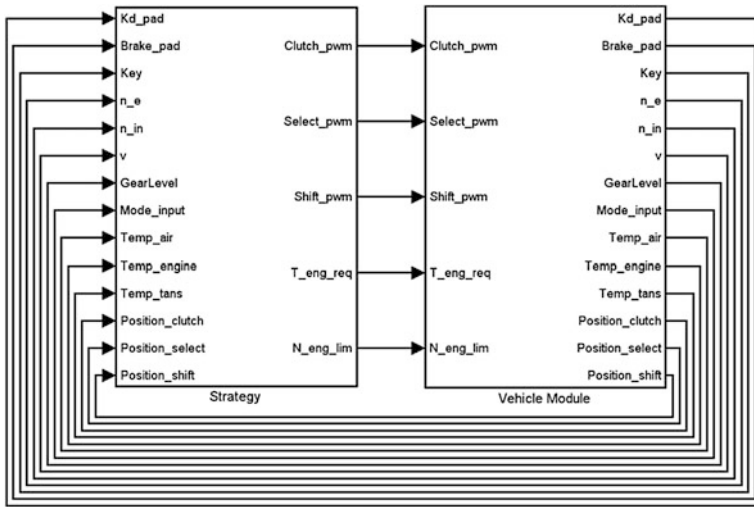 Kd_pad
Brake_pad
Key
n_e
n_in
v
GearLevel
Mode_input
Temp_air
Temp_engine
Temp_tans
Position_clutch
Position_select
Position_shift
Clutch_pwm
Select_pwm
Shift_pwm
T_eng_req
N_eng_lim
Strategy
Clutch_pwm
Select_pwm
Shift_pwm
T_eng_req
N_eng_lim
Kd_pad
Brake_pad
Key
n_e
n_in
v
GearLevel
Mode_input
Temp_air
Temp_engine
Temp_tans
Position_clutch
Position_select
Position_shift
Vehicle Module